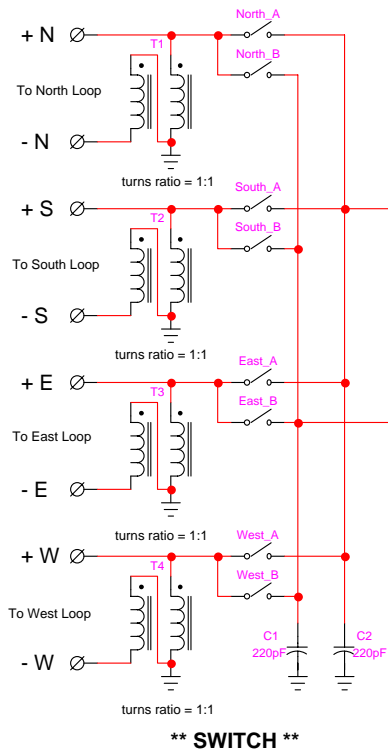 + N
North_A
T1
North_B
To North Loop
- N
turns ratio = 1:1
+ S
South_A
T2
South_B
To South Loop
- S
turns ratio = 1:1
+ E
East_A
T3
East_B
To East Loop
- E
turns ratio = 1:1
+ W
West_A
T4
West_B
To West Loop
C1
C2
220pF
220pF
- W
turns ratio = 1:1
** SWITCH **